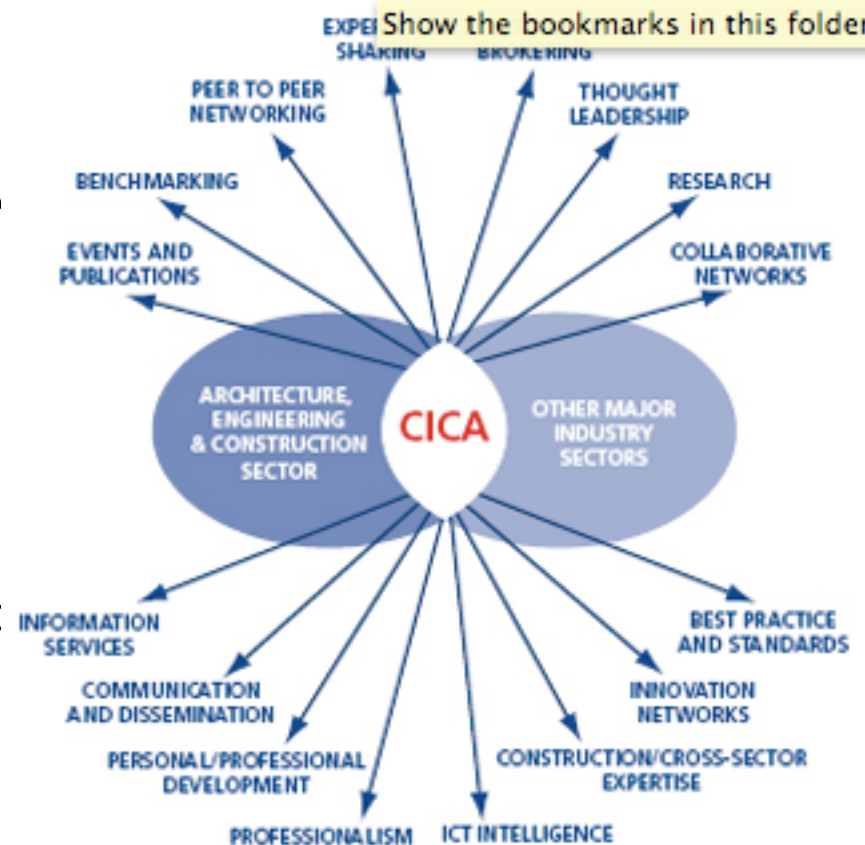 Show the bookmarks in this folder
SHARING
BROKERING
PEER TO PEER
NETWORKING
THOUGHT
LEADERSHIP
BENCHMARKING
RESEARCH
EVENTS AND
PUBLICATIONS
COLLABORATIVE
NETWORKS
ARCHITECTURE,
ENGINEERING
& CONSTRUCTION
SECTOR
CICA
OTHER MAJOR
INDUSTRY
SECTORS
INFORMATION
SERVICES
BEST PRACTICE
AND STANDARDS
COMMUNICATION
AND DISSEMINATION
INNOVATION
NETWORKS
PERSONAL/PROFESSIONAL
DEVELOPMENT
CONSTRUCTION/CROSS-SECTOR
EXPERTISE
PROFESSIONALISM
ICT INTELLIGENCE